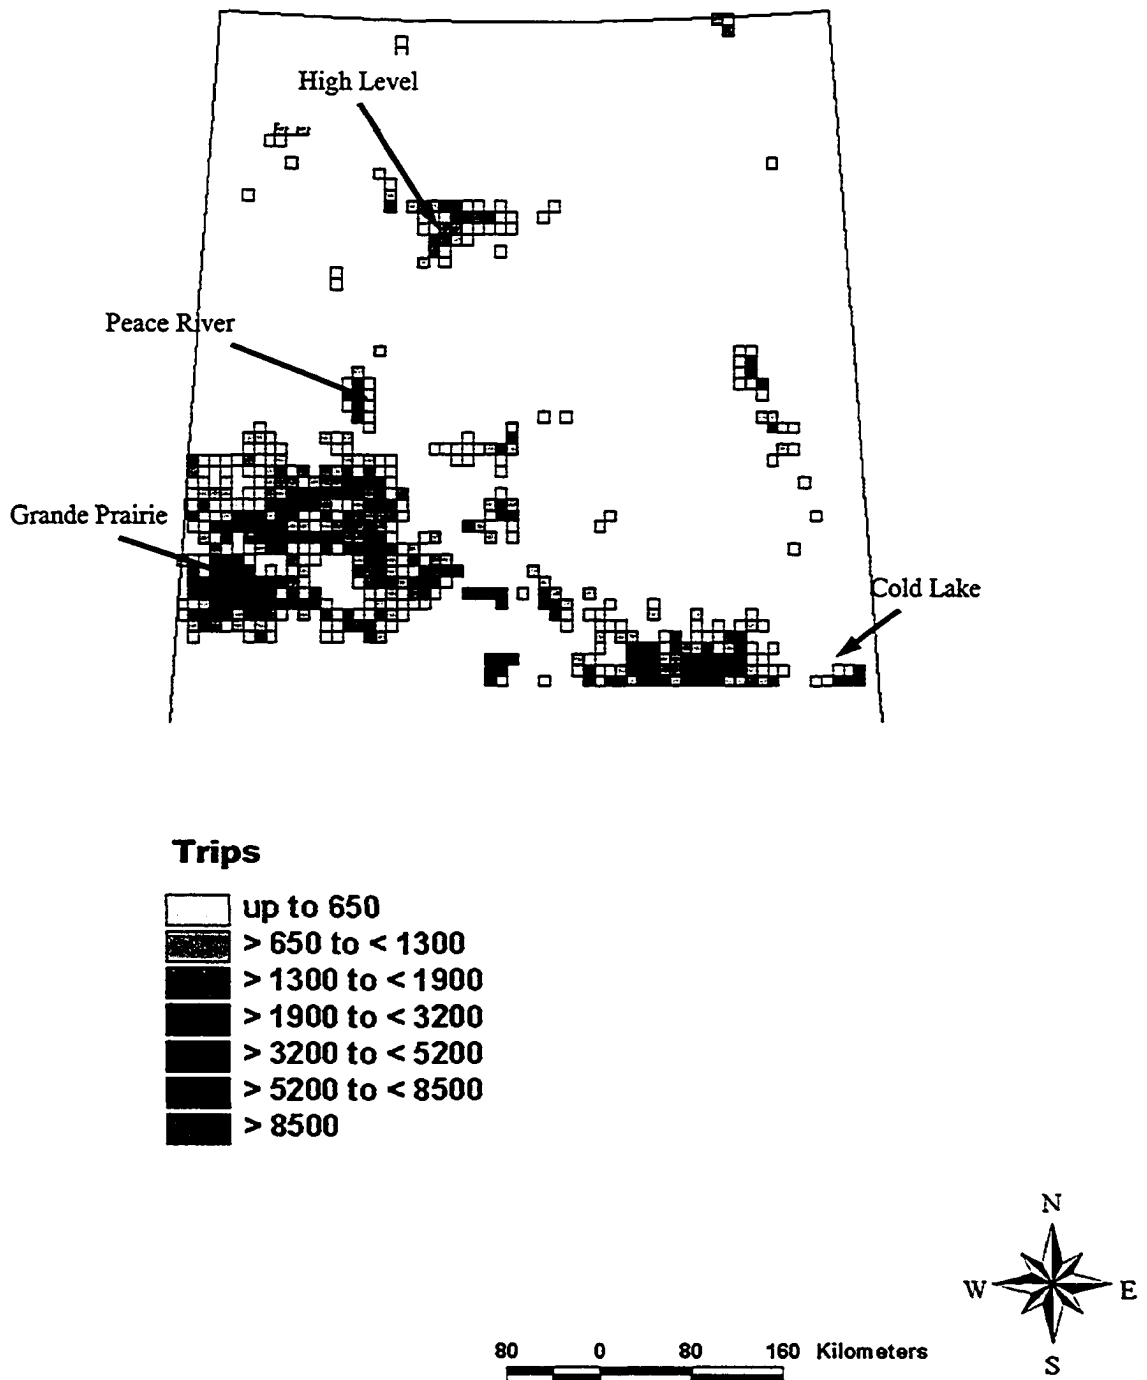 High Level
Peace River
Grande Prairie
Cold Lake
Trips
up to 650
> 650 to < 1300
> 1300 to < 1900
> 1900 to < 3200
> 3200 to < 5200
> 5200 to < 8500
> 8500
N
W E
S
80 0 80 160 Kilometers